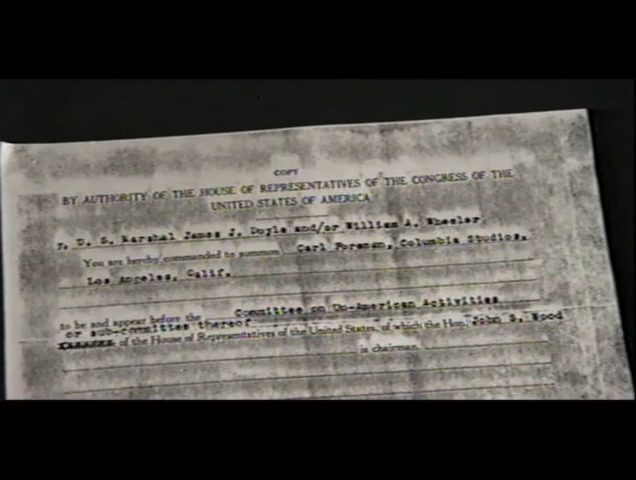 COPY
BY AUTHORITY OF THE HOUSE OF REPRESENTATIVES OF THE CONGRESS OF THE
UNITED STATES OF AMERICA
U. S. Marshal James J. Doyle and/or William A. Wheeler
You are hereby commanded to summon Carl Foreman, Columbia Studios,
Los Angeles, Calif.
to be and appear before the Committee on Un-American Activities
or sub-committee thereof
of the House of Representatives of the United States, of which the Hon. John S. Wood
is chairman.